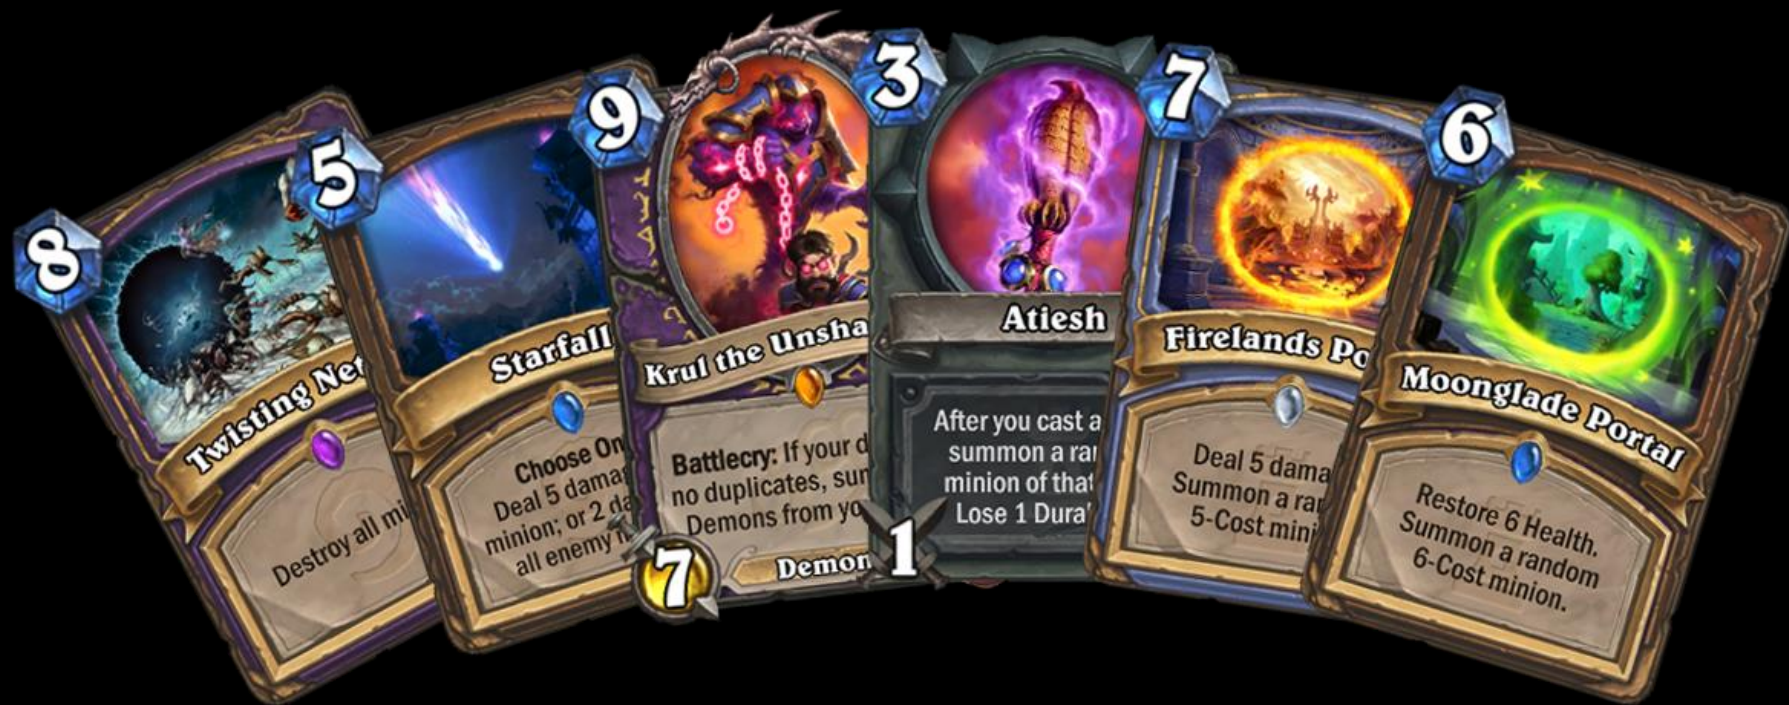 8
Twisting Net
Destroy all mi
5
Starfall
Choose On
Deal 5 damag
minion; or 2 da
all enemy m
9
Krul the Unsha
Battlecry: If your d
no duplicates, sum
Demons from yo
7
Demon
3
Atiesh
After you cast a
summon a ran
minion of that
Lose 1 Dura
1
7
Firelands Po
Deal 5 dama
Summon a ran
5-Cost mini
6
Moonglade Portal
Restore 6 Health.
Summon a random
6-Cost minion.